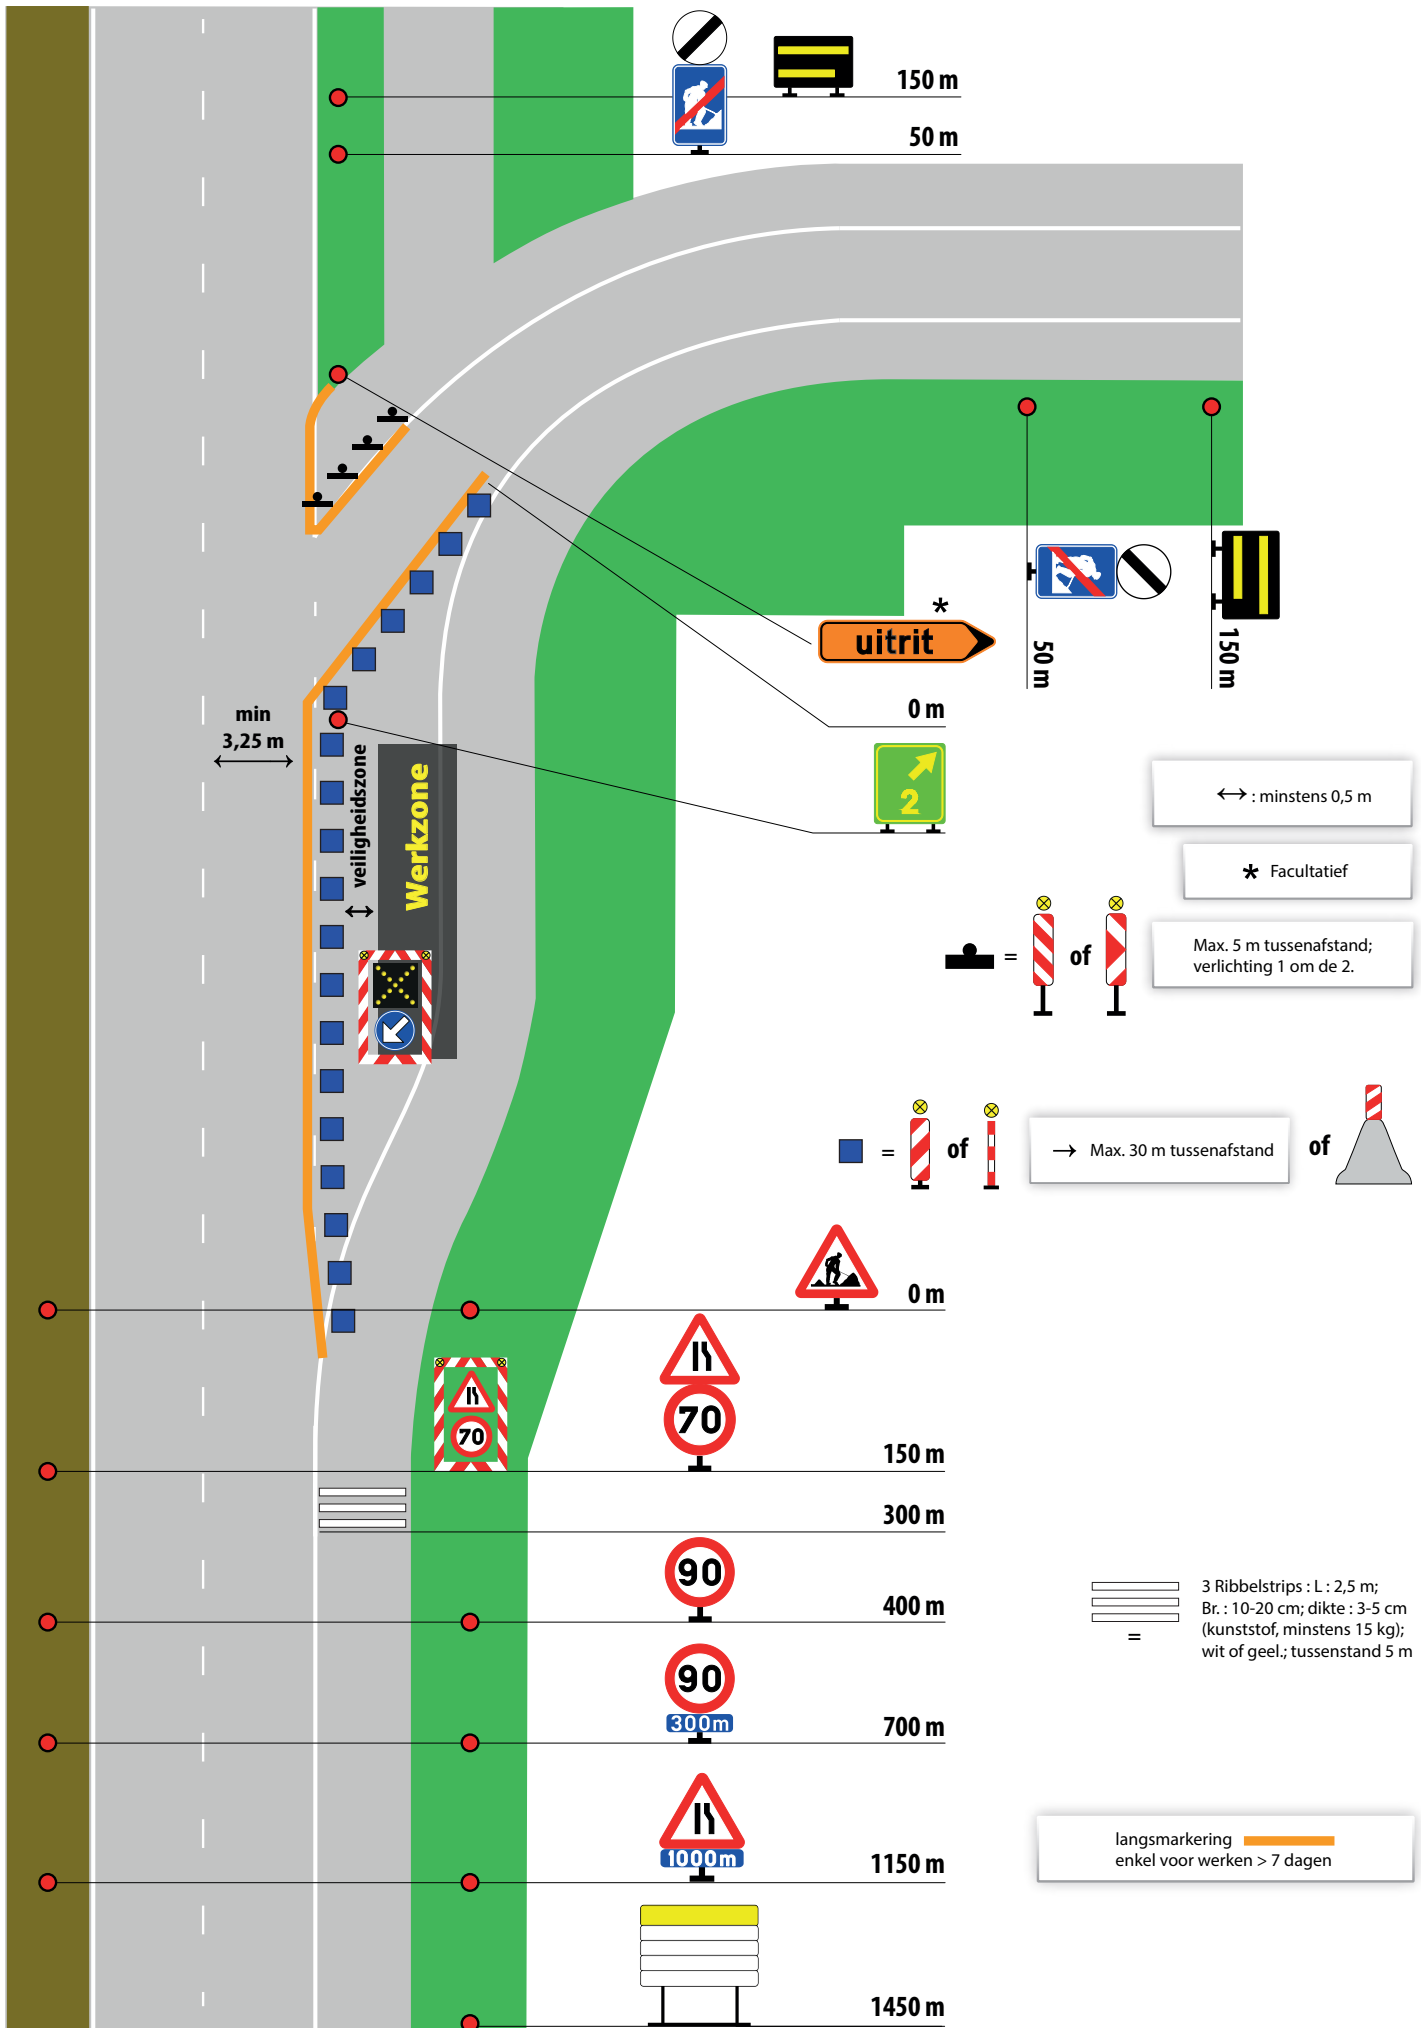 150 m
50 m
uitrit
*
50 m
150 m
0 m
min
3,25 m
veiligheidszone
Werkzone
2
↔ : minstens 0,5 m
* Facultatief
= of
Max. 5 m tussenafstand;
verlichting 1 om de 2.
= of
→ Max. 30 m tussenafstand
of
0 m
70
70
150 m
300 m
90
400 m
90
300m
700 m
3 Ribbelstrips : L : 2,5 m;
Br. : 10-20 cm; dikte : 3-5 cm
(kunststof, minstens 15 kg);
wit of geel.; tussenstand 5 m
=
1000m
1150 m
langsmarkering
enkel voor werken > 7 dagen
1450 m